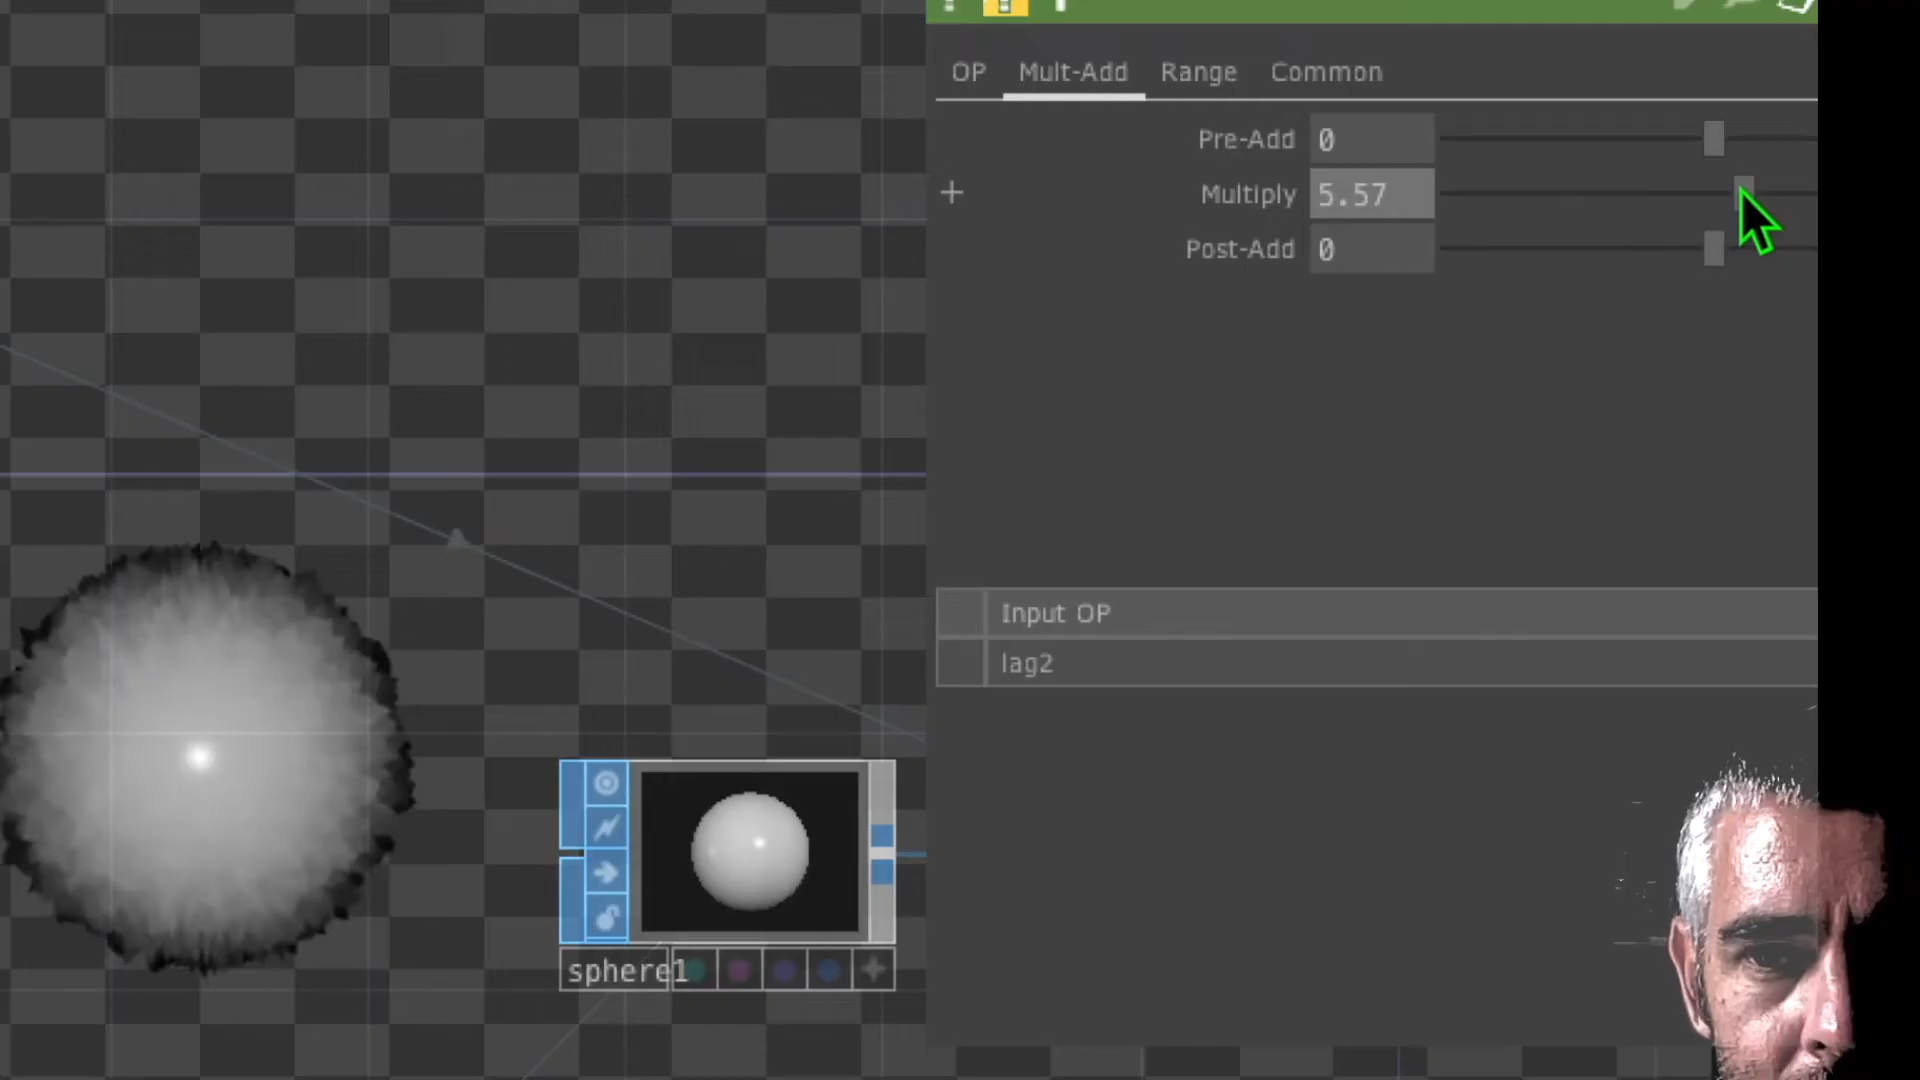 OP Mult-Add Range Common
Pre-Add 0
Multiply 5.57
Post-Add 0
Input OP
lag2
sphere1